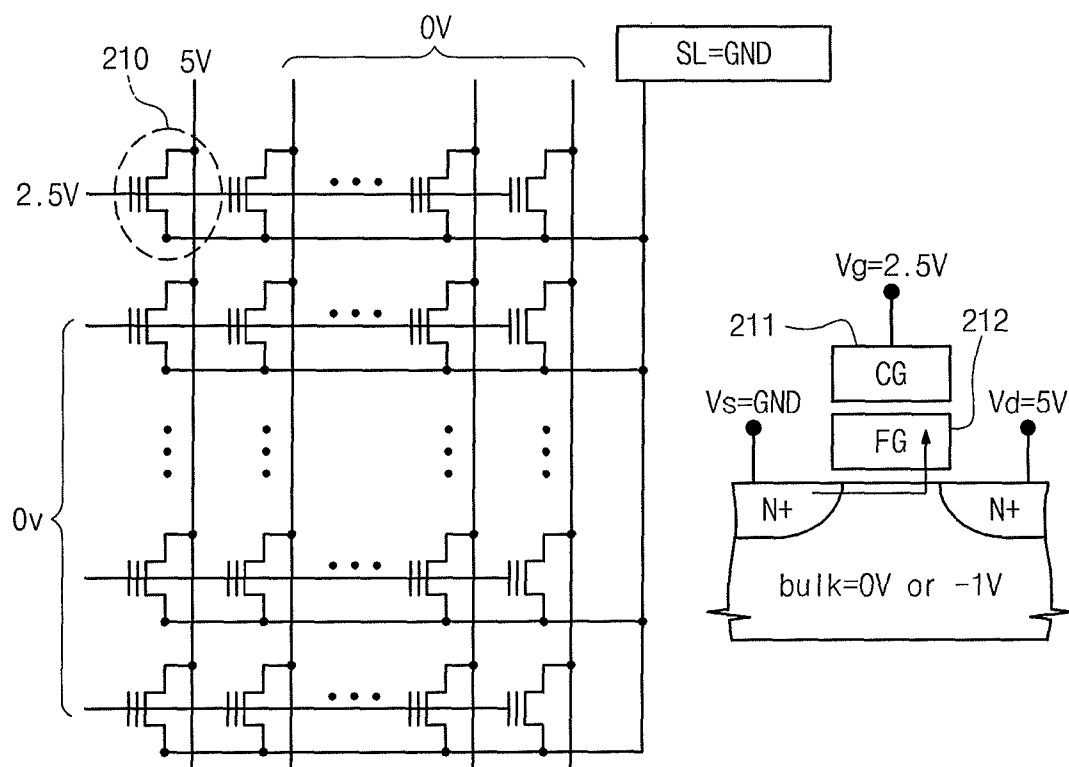 210
5V
0V
SL=GND
2.5V
0v
Vg=2.5V
211
212
CG
Vs=GND
Vd=5V
FG
N+
N+
bulk=0V or -1V